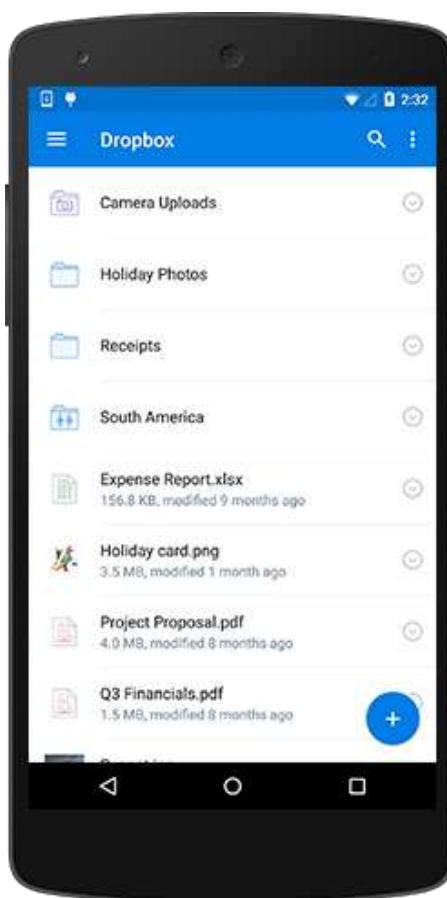 2:32
Dropbox
Camera Uploads
Holiday Photos
Receipts
South America
Expense Report.xlsx
156.8 KB, modified 9 months ago
Holiday card.png
3.5 MB, modified 1 month ago
Project Proposal.pdf
4.0 MB, modified 8 months ago
Q3 Financials.pdf
1.5 MB, modified 8 months ago